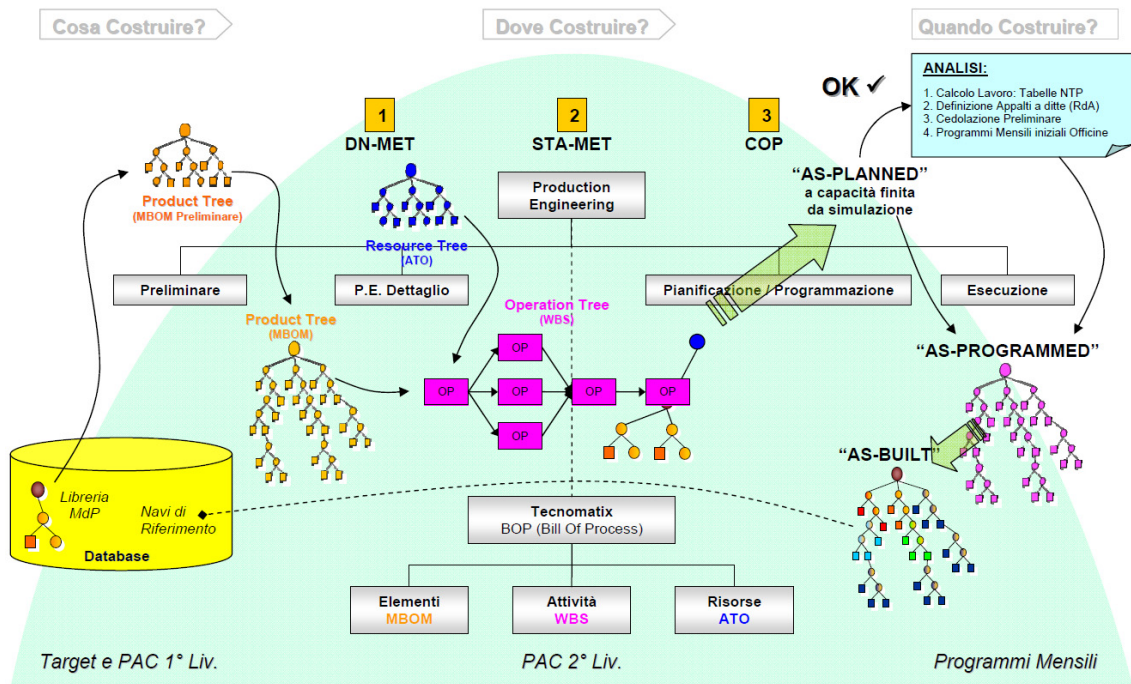 Cosa Costruire?
Dove Costruire?
Quando Costruire?
ANALISI:
1. Calcolo Lavoro: Tabelle NTP
2. Definizione Appalti a ditte (RdA)
3. Cedolazione Preliminare
4. Programmi Mensili iniziali Officine
OK ✓
1
DN-MET
2
STA-MET
3
COP
Product Tree
(MBOM Preliminare)
Resource Tree
(ATO)
Production
Engineering
"AS-PLANNED"
a capacità finita
da simulazione
Preliminare
P.E. Dettaglio
Pianificazione / Programmazione
Esecuzione
Product Tree
(MBOM)
Operation Tree
(WBS)
OP
OP
OP
OP
OP
OP
"AS-PROGRAMMED"
"AS-BUILT"
Libreria
MdP
Navi di
Riferimento
Database
Tecnomatix
BOP (Bill Of Process)
Elementi
MBOM
Attività
WBS
Risorse
ATO
Target e PAC 1° Liv.
PAC 2° Liv.
Programmi Mensili